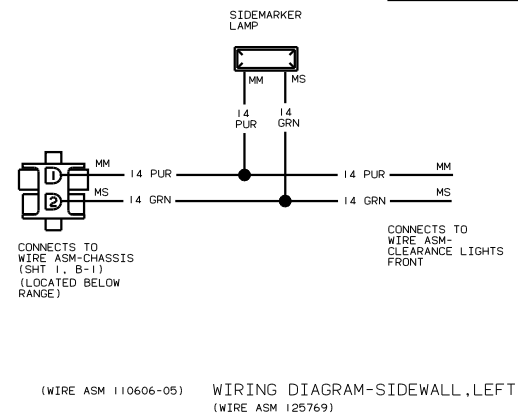 SIDEMARKER
LAMP
MM
MS
14
PUR
14
GRN
1
MM
14 PUR
14 PUR
MM
2
MS
14 GRN
14 GRN
MS
CONNECTS TO
WIRE ASM-CHASSIS
(SHT 1, B-1)
(LOCATED BELOW
RANGE)
CONNECTS TO
WIRE ASM-
CLEARANCE LIGHTS
FRONT
(WIRE ASM 110606-05)
WIRING DIAGRAM-SIDEWALL,LEFT
(WIRE ASM 125769)